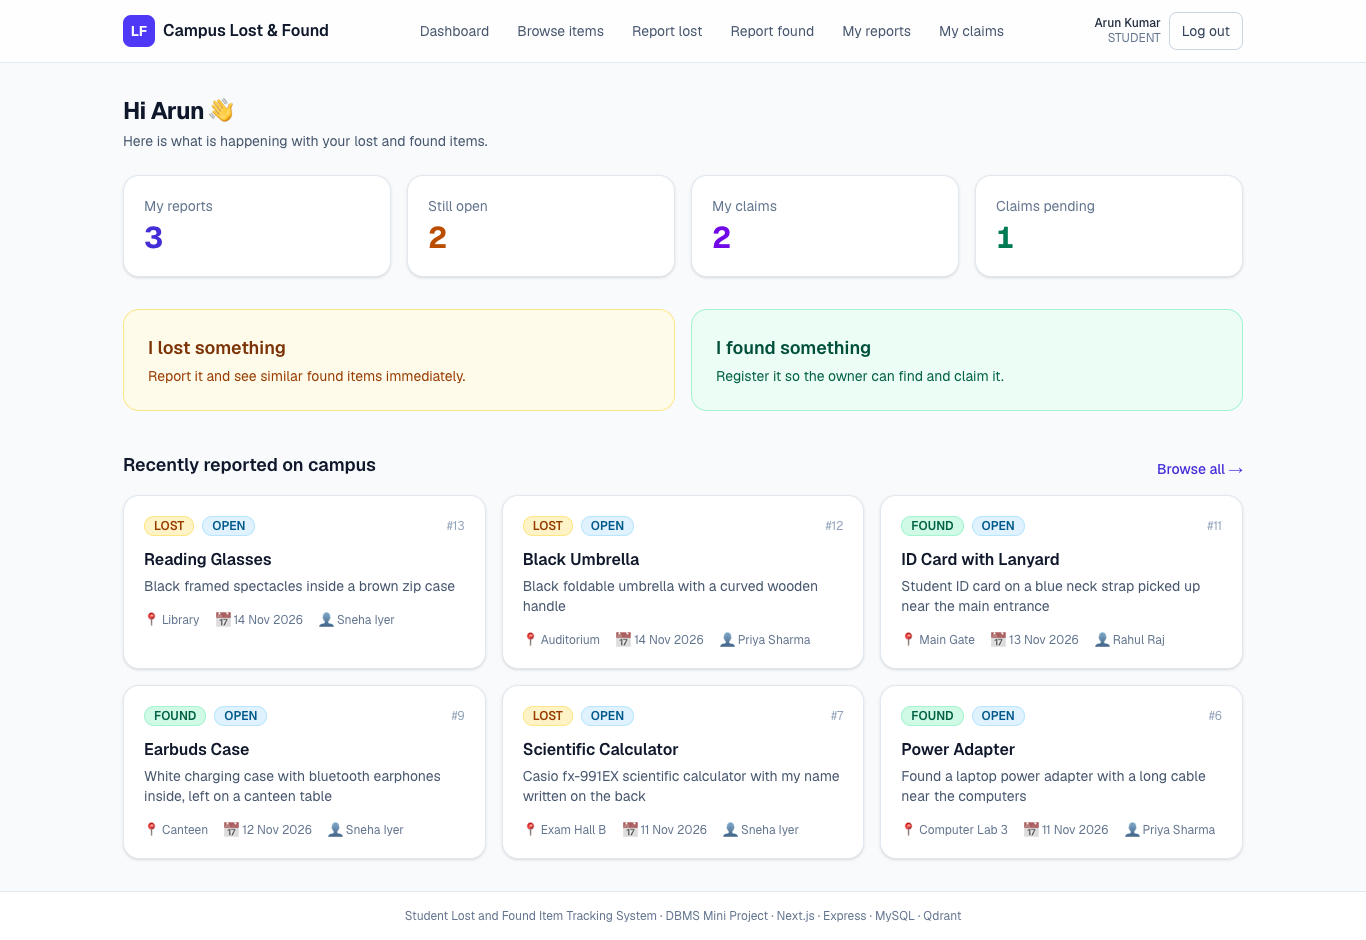 LF Campus Lost & Found Dashboard Browse items Report lost Report found My reports My claims Arun Kumar STUDENT Log out
Hi Arun 👋
Here is what is happening with your lost and found items.
My reports
3
Still open
2
My claims
2
Claims pending
1
I lost something
Report it and see similar found items immediately.
I found something
Register it so the owner can find and claim it.
Recently reported on campus
Browse all →
LOST OPEN #13
Reading Glasses
Black framed spectacles inside a brown zip case
📍 Library 📅 14 Nov 2026 👤 Sneha Iyer
LOST OPEN #12
Black Umbrella
Black foldable umbrella with a curved wooden
handle
📍 Auditorium 📅 14 Nov 2026 👤 Priya Sharma
FOUND OPEN #11
ID Card with Lanyard
Student ID card on a blue neck strap picked up
near the main entrance
📍 Main Gate 📅 13 Nov 2026 👤 Rahul Raj
FOUND OPEN #9
Earbuds Case
White charging case with bluetooth earphones
inside, left on a canteen table
📍 Canteen 📅 12 Nov 2026 👤 Sneha Iyer
LOST OPEN #7
Scientific Calculator
Casio fx-991EX scientific calculator with my name
written on the back
📍 Exam Hall B 📅 11 Nov 2026 👤 Sneha Iyer
FOUND OPEN #6
Power Adapter
Found a laptop power adapter with a long cable
near the computers
📍 Computer Lab 3 📅 11 Nov 2026 👤 Priya Sharma
Student Lost and Found Item Tracking System · DBMS Mini Project · Next.js · Express · MySQL · Qdrant